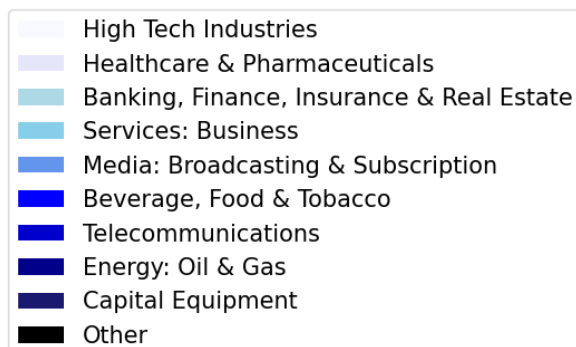 High Tech Industries
Healthcare & Pharmaceuticals
Banking, Finance, Insurance & Real Estate
Services: Business
Media: Broadcasting & Subscription
Beverage, Food & Tobacco
Telecommunications
Energy: Oil & Gas
Capital Equipment
Other